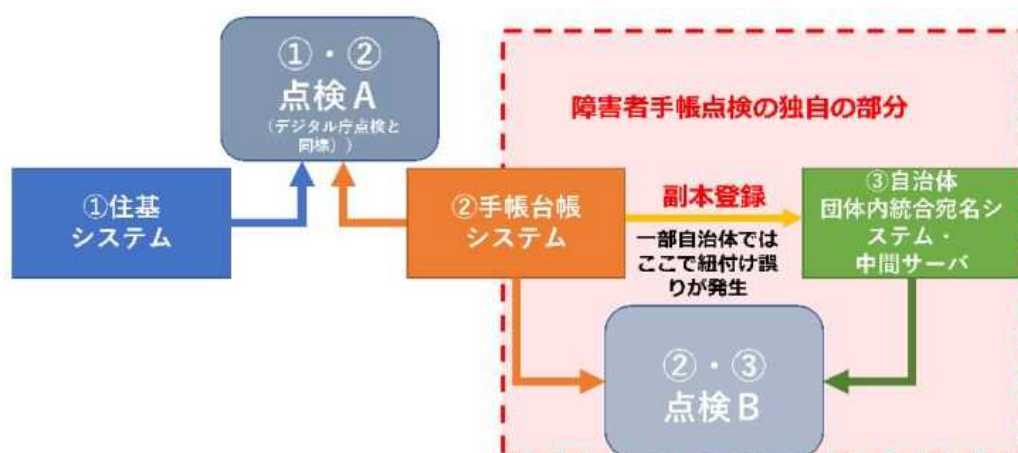 ①・②
点検A
(デジタル庁点検と
同様））
障害者手帳点検の独自の部分
①住基
システム
②手帳台帳
システム
副本登録
一部自治体では
ここで紐付け誤
りが発生
③自治体
団体内統合宛名シ
ステム・
中間サーバ
②・③
点検B